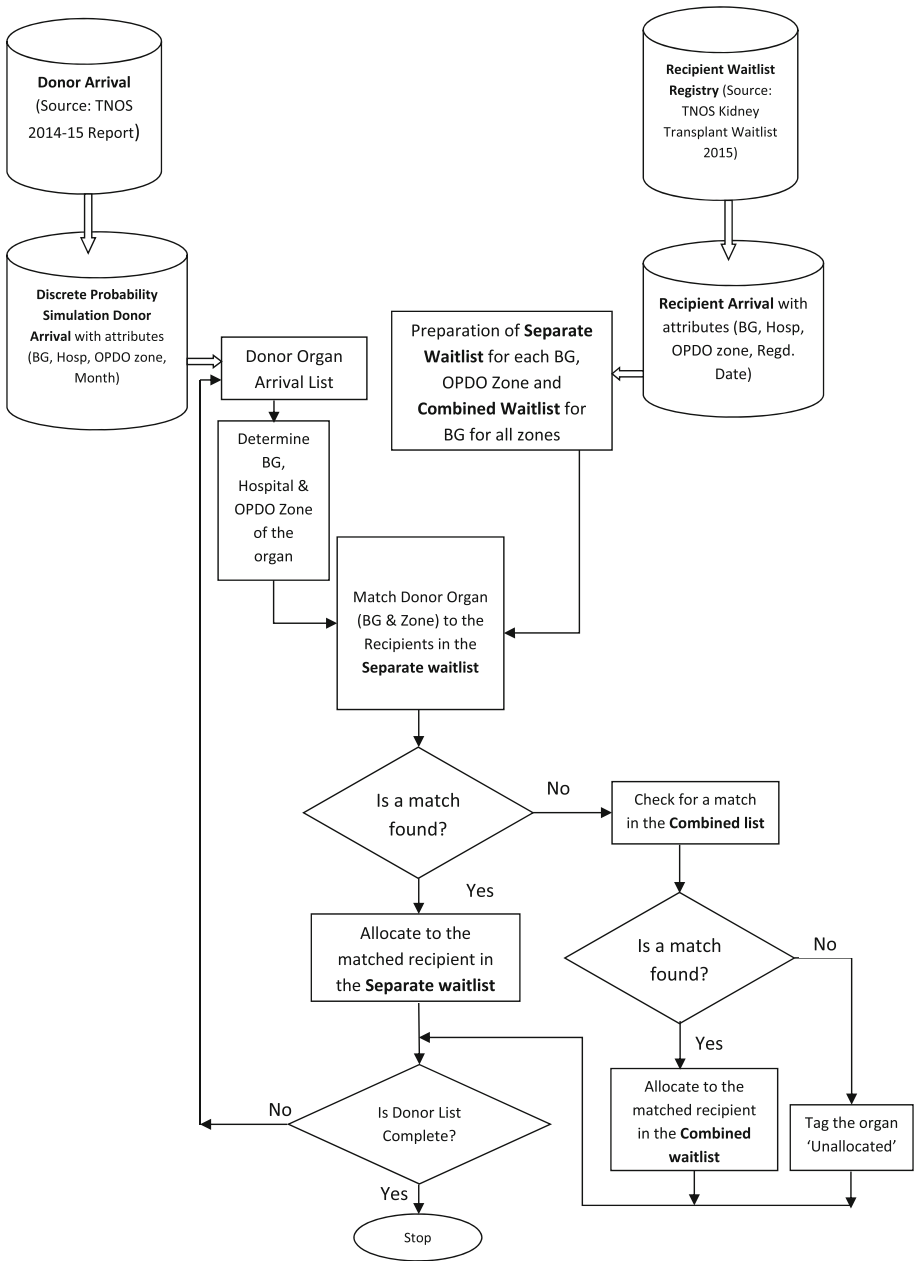 Donor Arrival
(Source: TNOS
2014-15 Report)
Recipient Waitlist
Registry (Source:
TNOS Kidney
Transplant Waitlist
2015)
Discrete Probability
Simulation Donor
Arrival with attributes
(BG, Hosp, OPDO zone,
Month)
Recipient Arrival with
attributes (BG, Hosp,
OPDO zone, Regd.
Date)
Preparation of Separate
Waitlist for each BG,
OPDO Zone and
Combined Waitlist for
BG for all zones
Donor Organ
Arrival List
Determine
BG,
Hospital &
OPDO Zone
of the
organ
Match Donor Organ
(BG & Zone) to the
Recipients in the
Separate waitlist
Is a match
found?
No
Check for a match
in the Combined list
Yes
Allocate to the
matched recipient in
the Separate waitlist
Is a match
found?
No
Yes
Allocate to the
matched recipient
in the Combined
waitlist
Tag the organ
‘Unallocated’
Is Donor List
Complete?
No
Yes
Stop